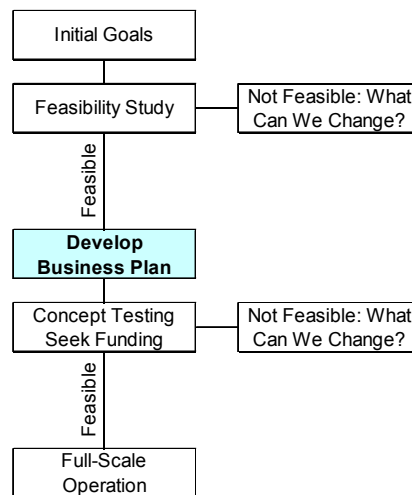 Initial Goals
Feasibility Study
Not Feasible: What
Can We Change?
Feasible
Develop
Business Plan
Concept Testing
Seek Funding
Not Feasible: What
Can We Change?
Feasible
Full-Scale
Operation